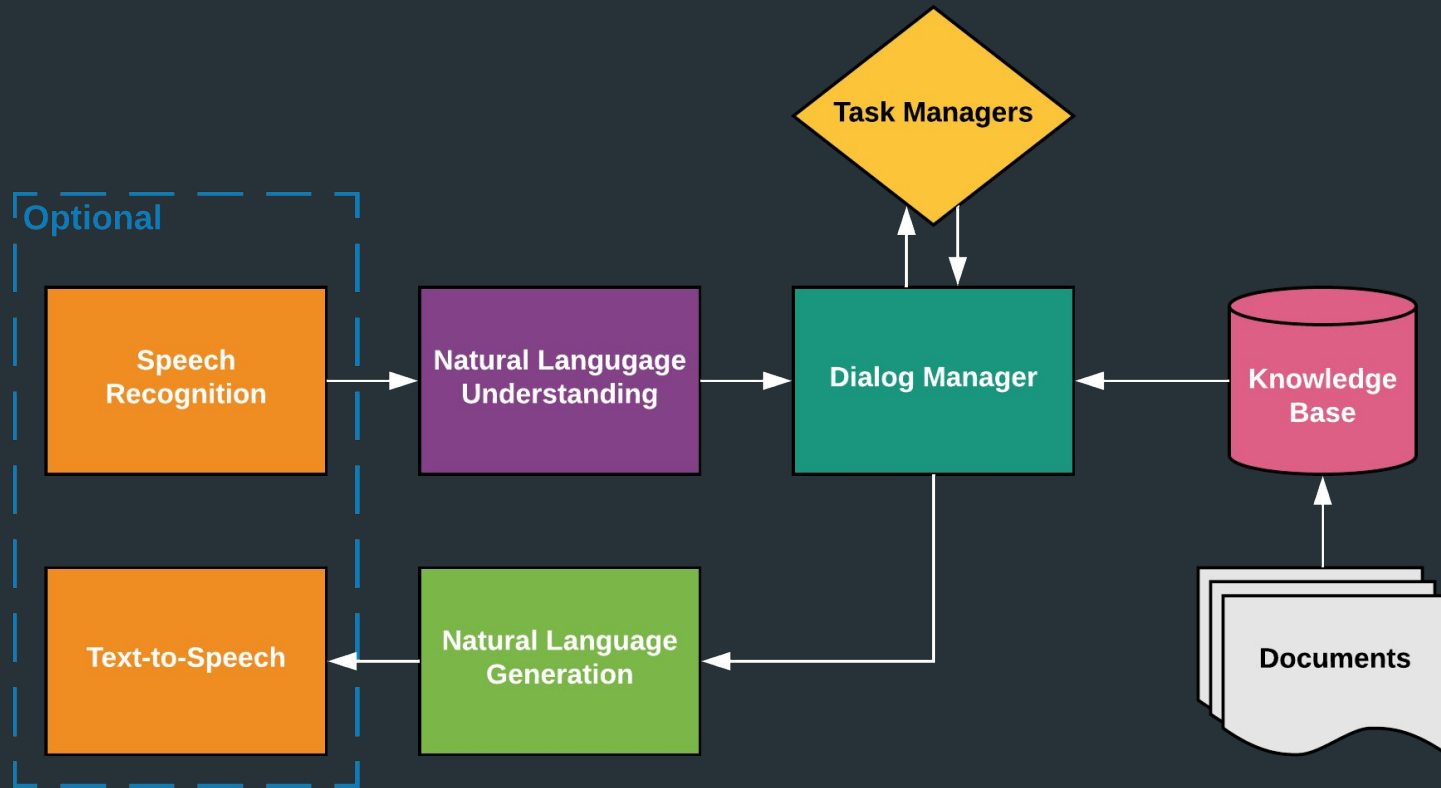 Task Managers
Optional
Speech
Recognition
Natural Langugage
Understanding
Dialog Manager
Knowledge
Base
Text-to-Speech
Natural Language
Generation
Documents